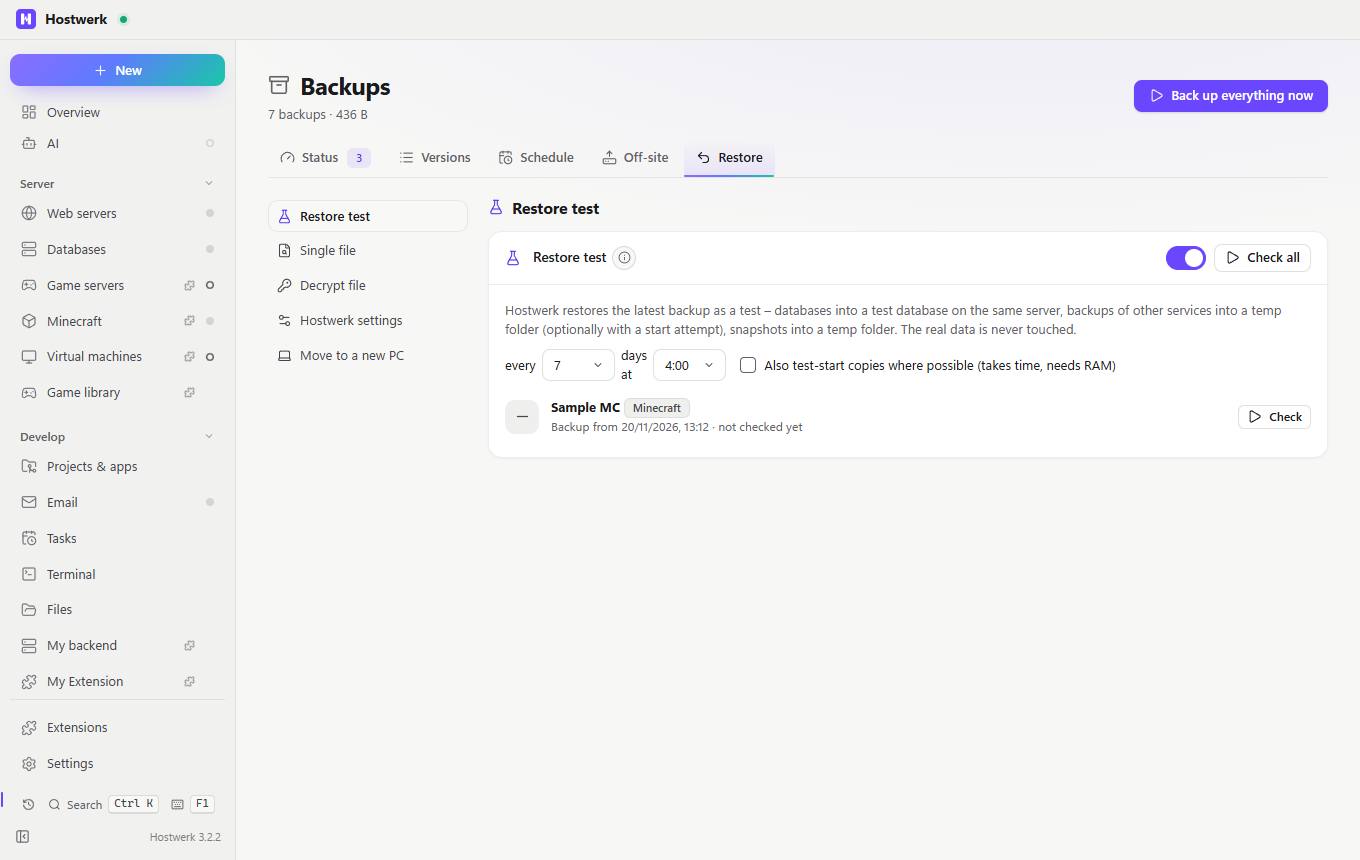 Hostwerk
New
Overview
AI
Server
Web servers
Databases
Game servers
Minecraft
Virtual machines
Game library
Develop
Projects & apps
Email
Tasks
Terminal
Files
My backend
My Extension
Extensions
Settings
Search Ctrl K F1
Hostwerk 3.2.2
Backups
7 backups · 436 B
Back up everything now
Status 3 Versions Schedule Off-site Restore
Restore test
Single file
Decrypt file
Hostwerk settings
Move to a new PC
Restore test
Restore test
Check all
Hostwerk restores the latest backup as a test – databases into a test database on the same server, backups of other services into a temp
folder (optionally with a start attempt), snapshots into a temp folder. The real data is never touched.
every 7 days at 4:00 Also test-start copies where possible (takes time, needs RAM)
Sample MC Minecraft
Backup from 20/11/2026, 13:12 · not checked yet
Check